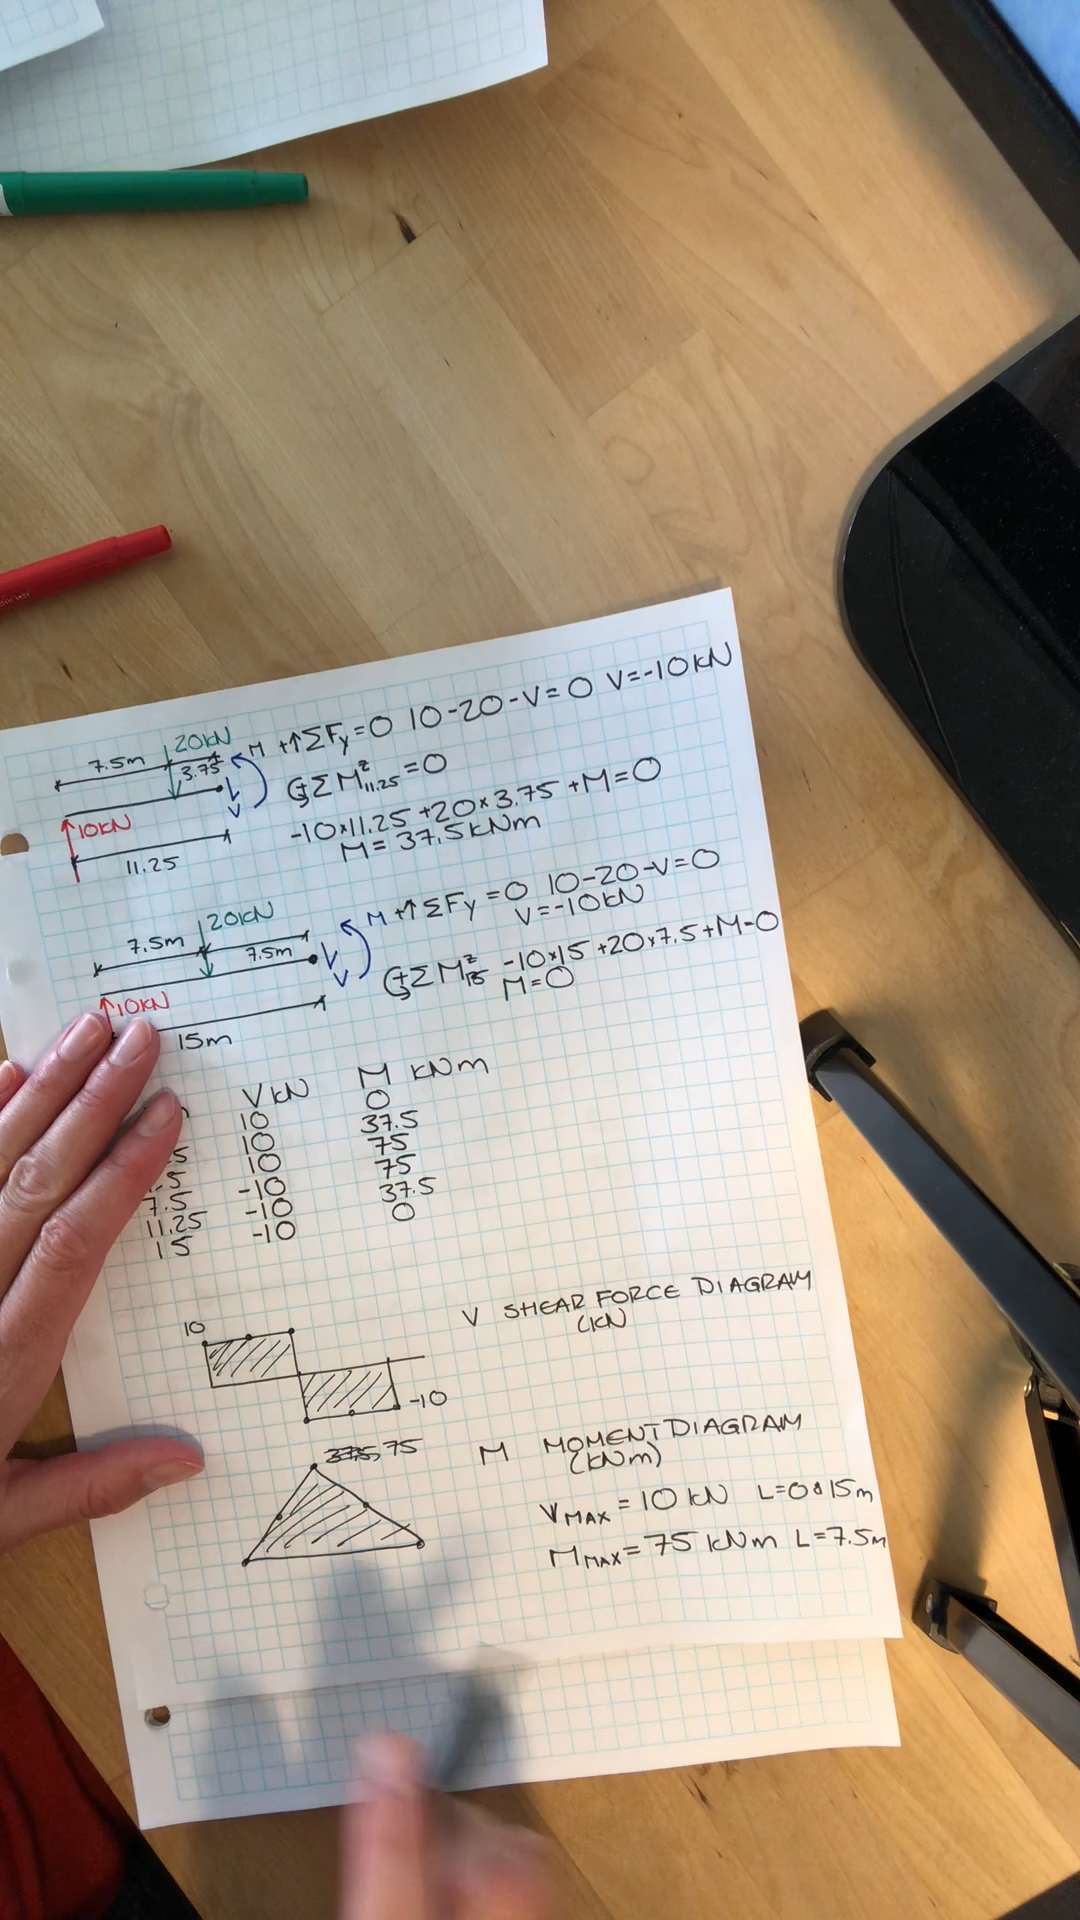 20kN
7.5m
3.75
M +↑ΣFy=0 10-20-V=0 V=-10kN
V
10kN
11.25
ΣM^z_11.25=0
-10×11.25+20×3.75+M=0
M=37.5kNm
20kN
7.5m
7.5m
V
10kN
15m
M +↑ΣFy=0 10-20-V=0
V=-10kN
ΣM^z_15 -10×15+20×7.5+M=0
M=0
V kN M kNm
10 0
10 37.5
10 75
7.5 -10 75
11.25 -10 37.5
15 -10 0
V SHEAR FORCE DIAGRAM
(kN
10
-10
M MOMENT DIAGRAM
(kNm)
75
VMAX = 10 kN L=0 & 15m
MMAX = 75 kNm L=7.5m